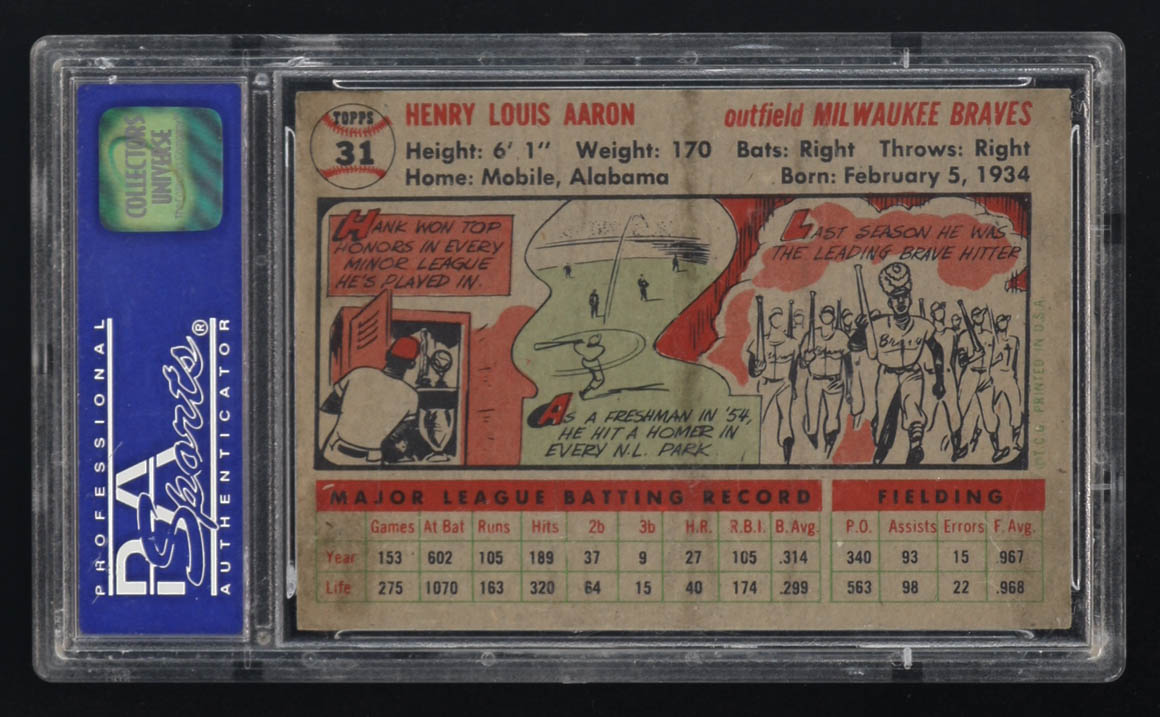 COLLECTORS
UNIVERSE
PROFESSIONAL
PSA
Sports®
AUTHENTICATOR
TOPPS
31
HENRY LOUIS AARON outfield MILWAUKEE BRAVES
Height: 6' 1" Weight: 170 Bats: Right Throws: Right
Home: Mobile, Alabama Born: February 5, 1934
HANK WON TOP
HONORS IN EVERY
MINOR LEAGUE
HE'S PLAYED IN.
AS A FRESHMAN IN '54,
HE HIT A HOMER IN
EVERY N.L. PARK.
LAST SEASON HE WAS
THE LEADING BRAVE HITTER
Braves
T.C.G. PRINTED IN U.S.A.
MAJOR LEAGUE BATTING RECORD FIELDING
Games At Bat Runs Hits 2b 3b H.R. R.B.I. B.Avg. P.O. Assists Errors F. Avg.
Year 153 602 105 189 37 9 27 105 .314 340 93 15 .967
Life 275 1070 163 320 64 15 40 174 .299 563 98 22 .968